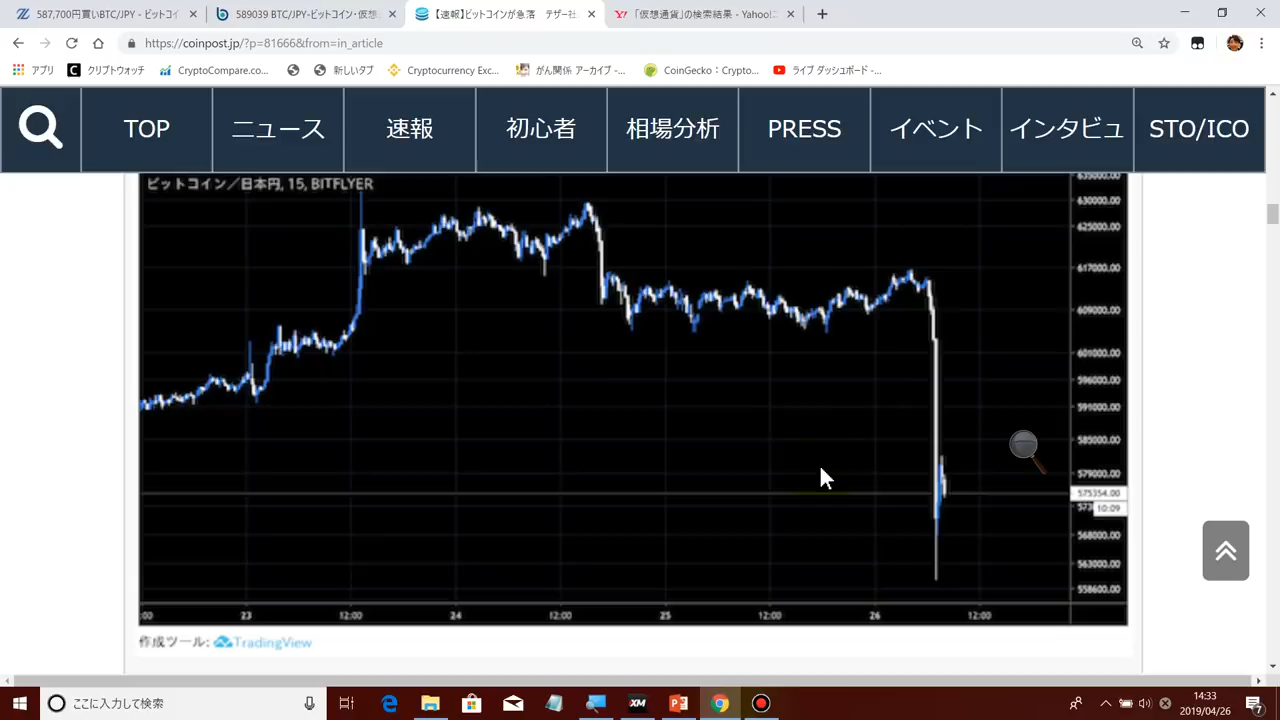 587,700円買いBTC/JPY - ビットコイ
589039 BTC/JPY-ビットコイン・仮想
【速報】ビットコインが急落 テザー社
「仮想通貨」の検索結果 - Yahoo!
https://coinpost.jp/?p=81666&from=in_article
アプリ
クリプトウォッチ
CryptoCompare.co...
新しいタブ
Cryptocurrency Exc...
がん関係 アーカイブ -...
CoinGecko : Crypto...
ライブ ダッシュボード -...
TOP
ニュース
速報
初心者
相場分析
PRESS
イベント
インタビュ
STO/ICO
ビットコイン/日本円, 15, BITFLYER
635000.00
630000.00
625000.00
617000.00
609000.00
601000.00
596000.00
591000.00
585000.00
579000.00
575354.00
10:09
568000.00
563000.00
558600.00
:00
23
12:00
24
12:00
25
12:00
26
12:00
作成ツール: TradingView
ここに入力して検索
XM
14:33
2019/04/26
7